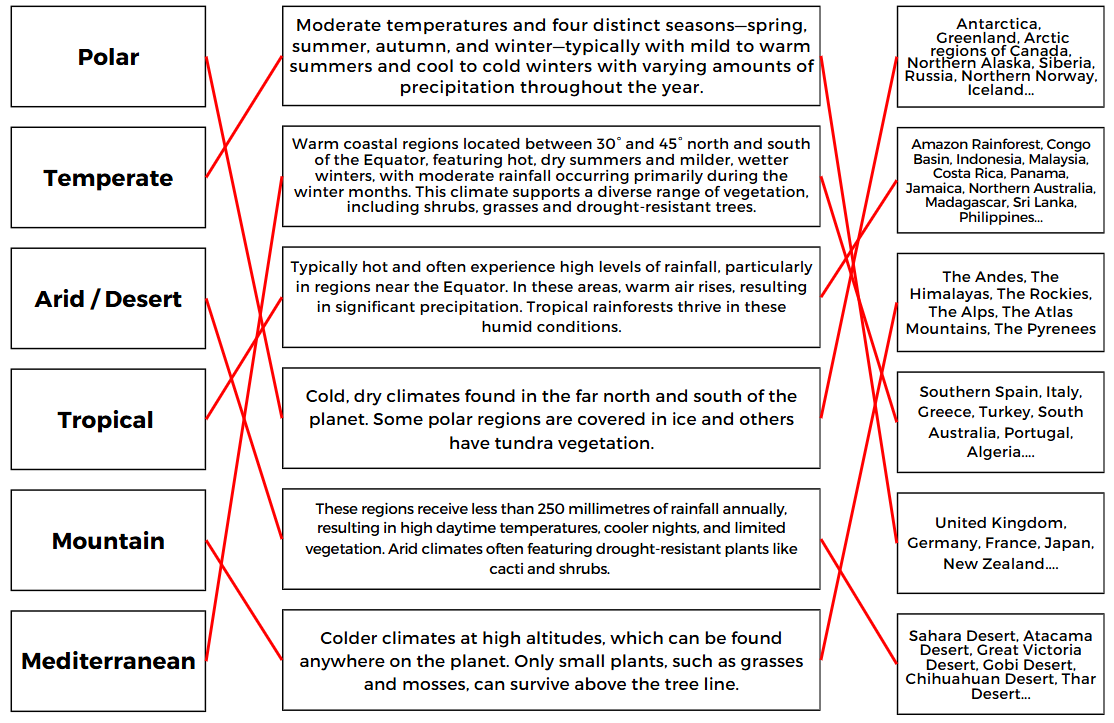 Polar
Temperate
Arid / Desert
Tropical
Mountain
Mediterranean
Moderate temperatures and four distinct seasons—spring,
summer, autumn, and winter—typically with mild to warm
summers and cool to cold winters with varying amounts of
precipitation throughout the year.
Warm coastal regions located between 30° and 45° north and south
of the Equator, featuring hot, dry summers and milder, wetter
winters, with moderate rainfall occurring primarily during the
winter months. This climate supports a diverse range of vegetation,
including shrubs, grasses and drought-resistant trees.
Typically hot and often experience high levels of rainfall, particularly
in regions near the Equator. In these areas, warm air rises, resulting
in significant precipitation. Tropical rainforests thrive in these
humid conditions.
Cold, dry climates found in the far north and south of the
planet. Some polar regions are covered in ice and others
have tundra vegetation.
These regions receive less than 250 millimetres of rainfall annually,
resulting in high daytime temperatures, cooler nights, and limited
vegetation. Arid climates often featuring drought-resistant plants like
cacti and shrubs.
Colder climates at high altitudes, which can be found
anywhere on the planet. Only small plants, such as grasses
and mosses, can survive above the tree line.
Antarctica,
Greenland, Arctic
regions of Canada,
Northern Alaska, Siberia,
Russia, Northern Norway,
Iceland...
Amazon Rainforest, Congo
Basin, Indonesia, Malaysia,
Costa Rica, Panama,
Jamaica, Northern Australia,
Madagascar, Sri Lanka,
Philippines...
The Andes, The
Himalayas, The Rockies,
The Alps, The Atlas
Mountains, The Pyrenees
Southern Spain, Italy,
Greece, Turkey, South
Australia, Portugal,
Algeria....
United Kingdom,
Germany, France, Japan,
New Zealand....
Sahara Desert, Atacama
Desert, Great Victoria
Desert, Gobi Desert,
Chihuahuan Desert, Thar
Desert...